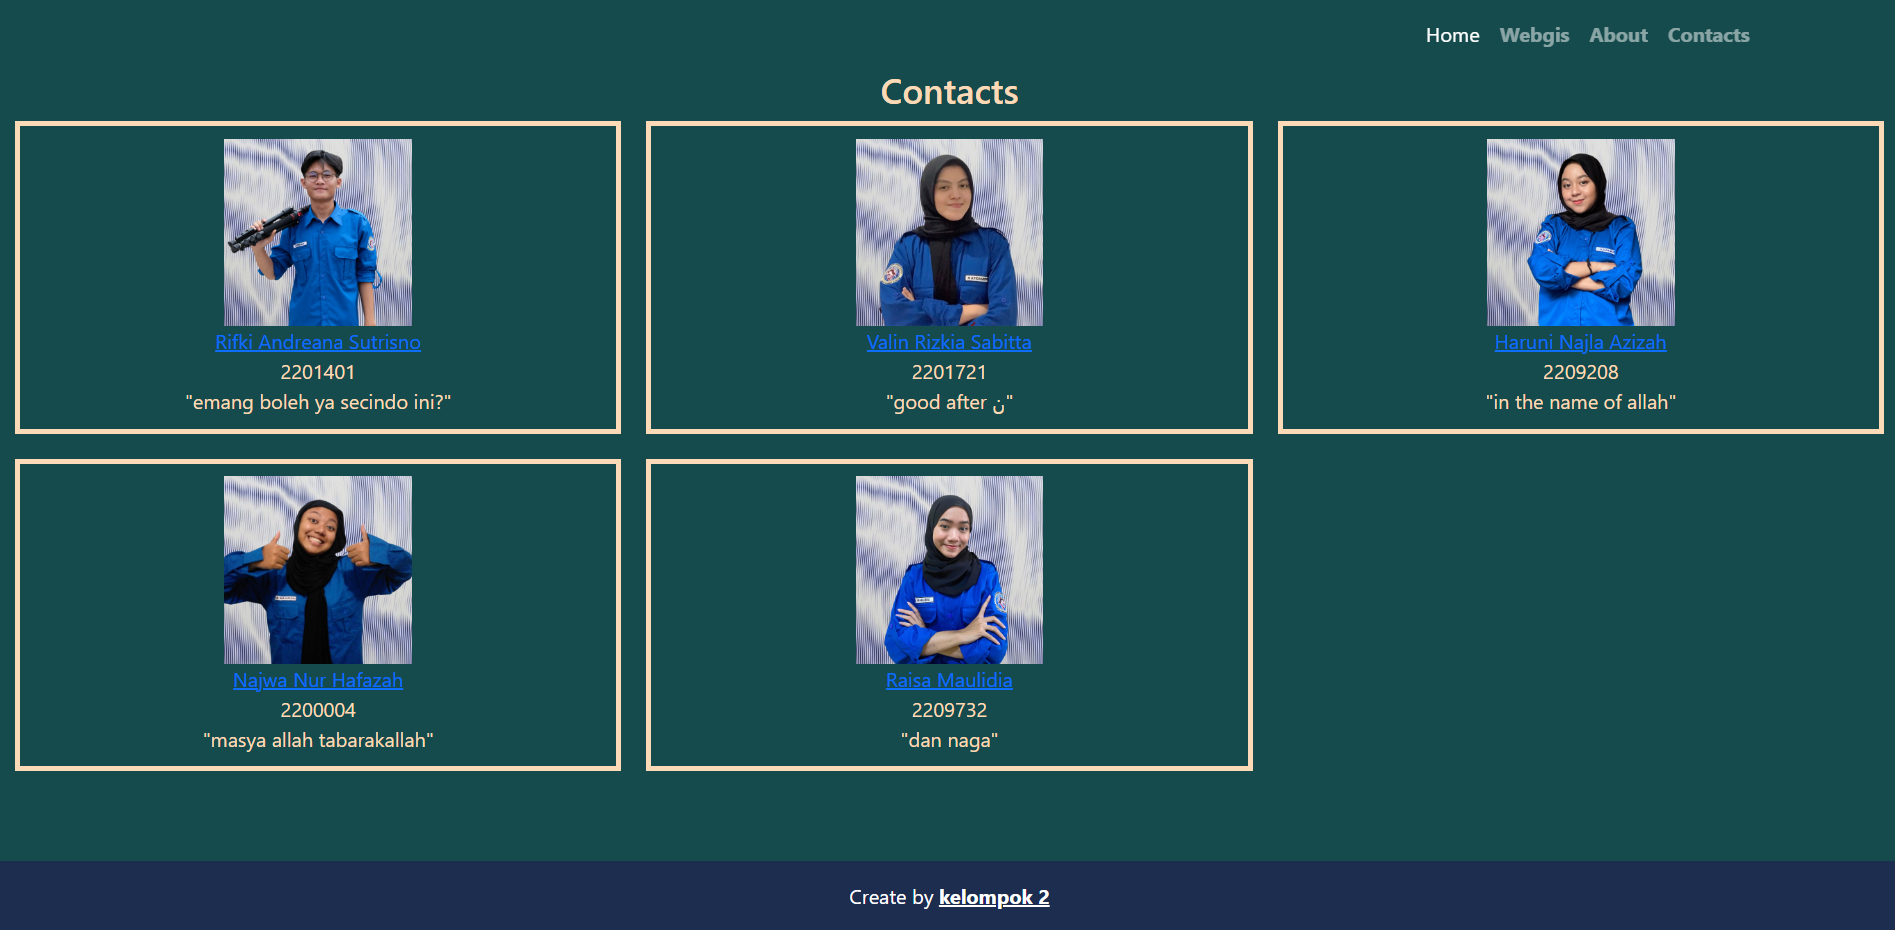 Home Webgis About Contacts
Contacts
Rifki Andreana Sutrisno
2201401
"emang boleh ya secindo ini?"
Valin Rizkia Sabitta
2201721
"good after ن"
Haruni Najla Azizah
2209208
"in the name of allah"
Najwa Nur Hafazah
2200004
"masya allah tabarakallah"
Raisa Maulidia
2209732
"dan naga"
Create by kelompok 2